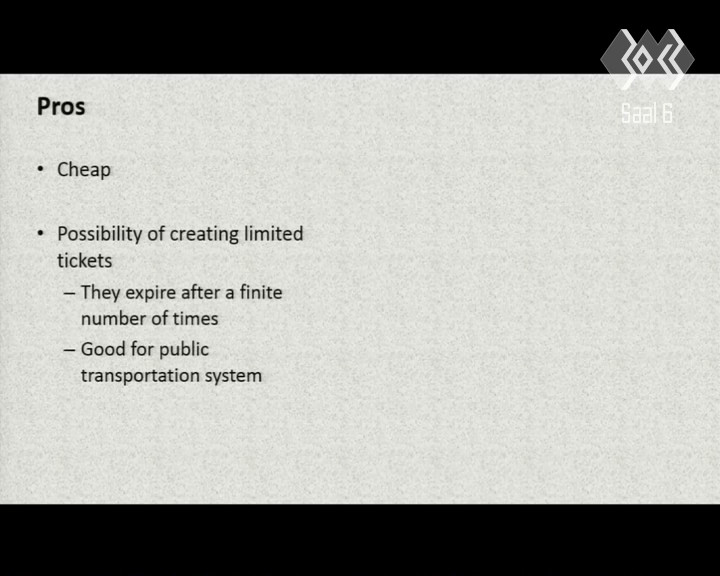 Pros
• Cheap
• Possibility of creating limited
tickets
– They expire after a finite
number of times
– Good for public
transportation system
Saal 6